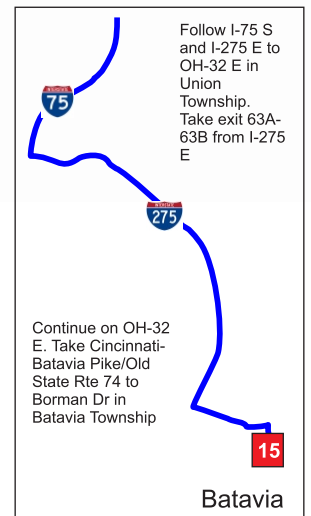 Follow I-75 S
and I-275 E to
OH-32 E in
Union
Township.
Take exit 63A-
63B from I-275
E
75
275
Continue on OH-32
E. Take Cincinnati-
Batavia Pike/Old
State Rte 74 to
Borman Dr in
Batavia Township
15
Batavia